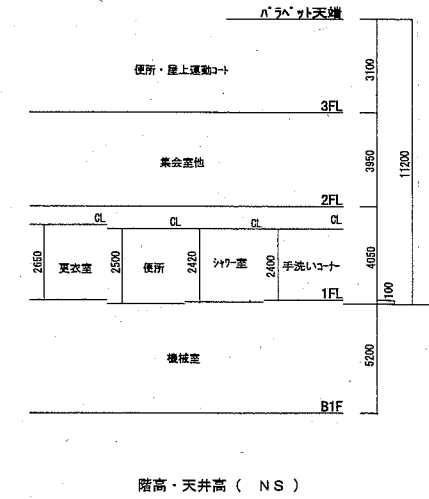 パラペット天端
便所・屋上運動コート
3100
3FL
集会室他
3950
11200
2FL
CL
CL
CL
CL
2650
更衣室
2500
便所
2420
シャワー室
2400
手洗いコーナー
4050
1FL
100
機械室
5200
B1F
階高・天井高 ( NS )